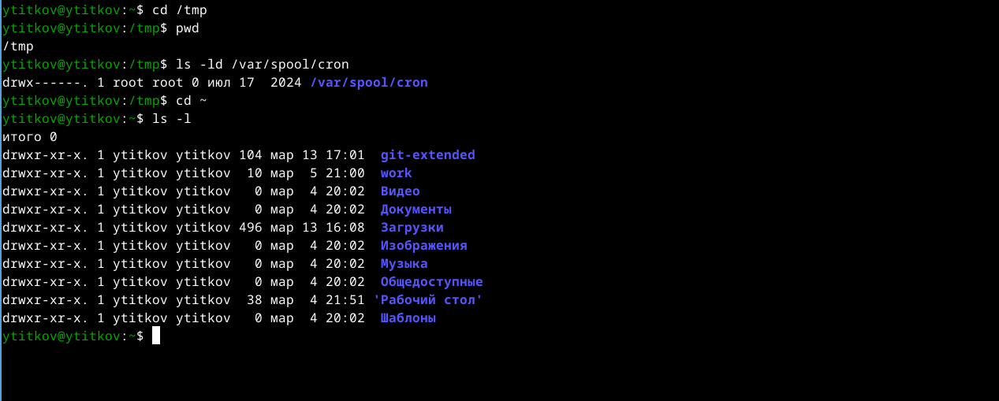 ytitkov@ytitkov:~$ cd /tmp
ytitkov@ytitkov:/tmp$ pwd
/tmp
ytitkov@ytitkov:/tmp$ ls -ld /var/spool/cron
drwx------. 1 root root 0 июл 17  2024 /var/spool/cron
ytitkov@ytitkov:/tmp$ cd ~
ytitkov@ytitkov:~$ ls -l
итого 0
drwxr-xr-x. 1 ytitkov ytitkov 104 мар 13 17:01  git-extended
drwxr-xr-x. 1 ytitkov ytitkov  10 мар  5 21:00  work
drwxr-xr-x. 1 ytitkov ytitkov   0 мар  4 20:02  Видео
drwxr-xr-x. 1 ytitkov ytitkov   0 мар  4 20:02  Документы
drwxr-xr-x. 1 ytitkov ytitkov 496 мар 13 16:08  Загрузки
drwxr-xr-x. 1 ytitkov ytitkov   0 мар  4 20:02  Изображения
drwxr-xr-x. 1 ytitkov ytitkov   0 мар  4 20:02  Музыка
drwxr-xr-x. 1 ytitkov ytitkov   0 мар  4 20:02  Общедоступные
drwxr-xr-x. 1 ytitkov ytitkov  38 мар  4 21:51 'Рабочий стол'
drwxr-xr-x. 1 ytitkov ytitkov   0 мар  4 20:02  Шаблоны
ytitkov@ytitkov:~$